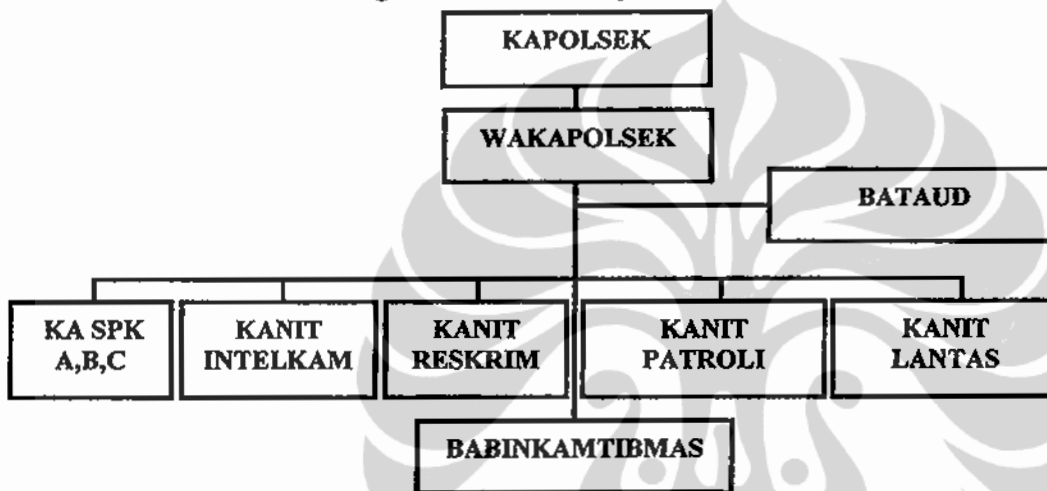 KAPOLSEK
WAKAPOLSEK
BATAUD
KA SPK
A,B,C
KANIT
INTELKAM
KANIT
RESKRIM
KANIT
PATROLI
KANIT
LANTAS
BABINKAMTIBMAS